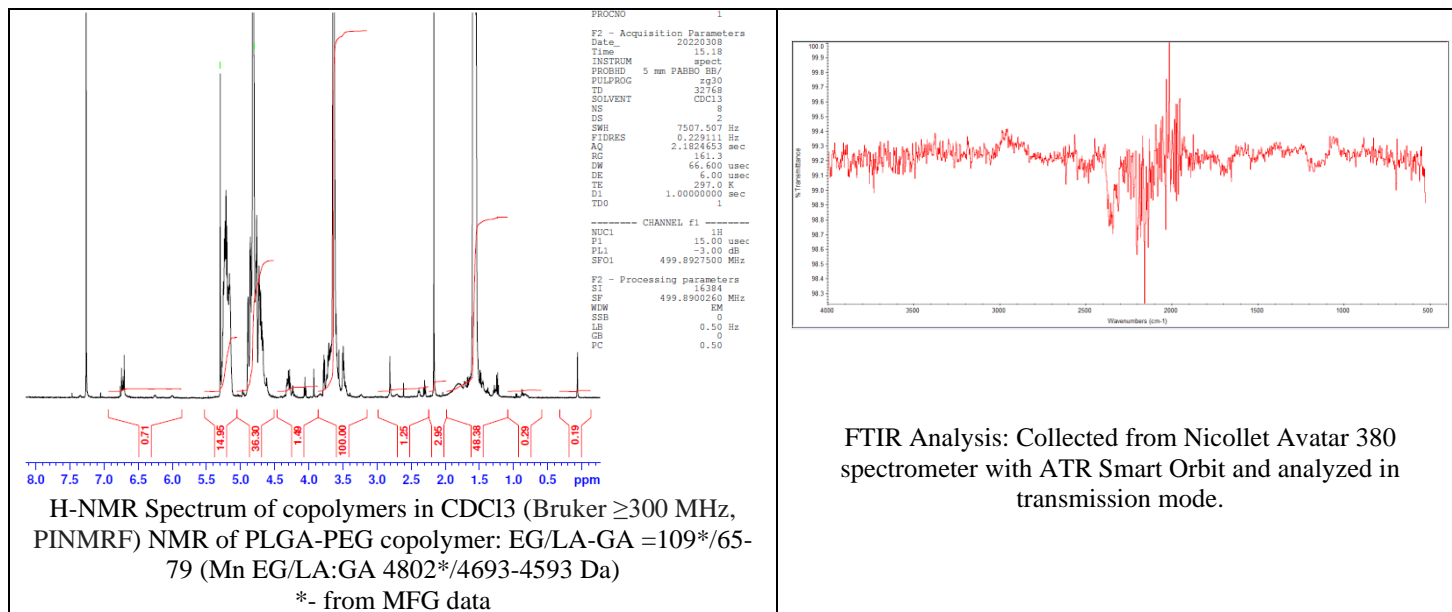 PROCNO 1
F2 - Acquisition Parameters
Date_ 20220308
Time 15.18
INSTRUM spect
PROBHD 5 mm PABBO BB/
PULPROG zg30
TD 32768
SOLVENT CDCl3
NS 8
DS 2
SWH 7507.507 Hz
FIDRES 0.229111 Hz
AQ 2.1824653 sec
RG 161.3
DW 66.600 usec
DE 6.00 usec
TE 297.0 K
D1 1.00000000 sec
TD0 1
======== CHANNEL f1 ========
NUC1 1H
P1 15.00 usec
PL1 -3.00 dB
SFO1 499.8927500 MHz
F2 - Processing parameters
SI 16384
SF 499.8900260 MHz
WDW EM
SSB 0
LB 0.50 Hz
GB 0
PC 0.50
0.71 14.95 36.30 1.49 100.00 1.25 2.95 48.38 0.29 0.19
8.0 7.5 7.0 6.5 6.0 5.5 5.0 4.5 4.0 3.5 3.0 2.5 2.0 1.5 1.0 0.5 ppm
H-NMR Spectrum of copolymers in CDCl3 (Bruker ≥300 MHz,
PINMRF) NMR of PLGA-PEG copolymer: EG/LA-GA =109*/65-
79 (Mn EG/LA:GA 4802*/4693-4593 Da)
*- from MFG data
100.0
99.9
99.8
99.7
99.6
99.5
99.4
99.3
99.2
99.1
99.0
98.9
98.8
98.7
98.6
98.5
98.4
98.3
% Transmittance
4000 3500 3000 2500 2000 1500 1000 500
Wavenumbers (cm-1)
FTIR Analysis: Collected from Nicollet Avatar 380
spectrometer with ATR Smart Orbit and analyzed in
transmission mode.